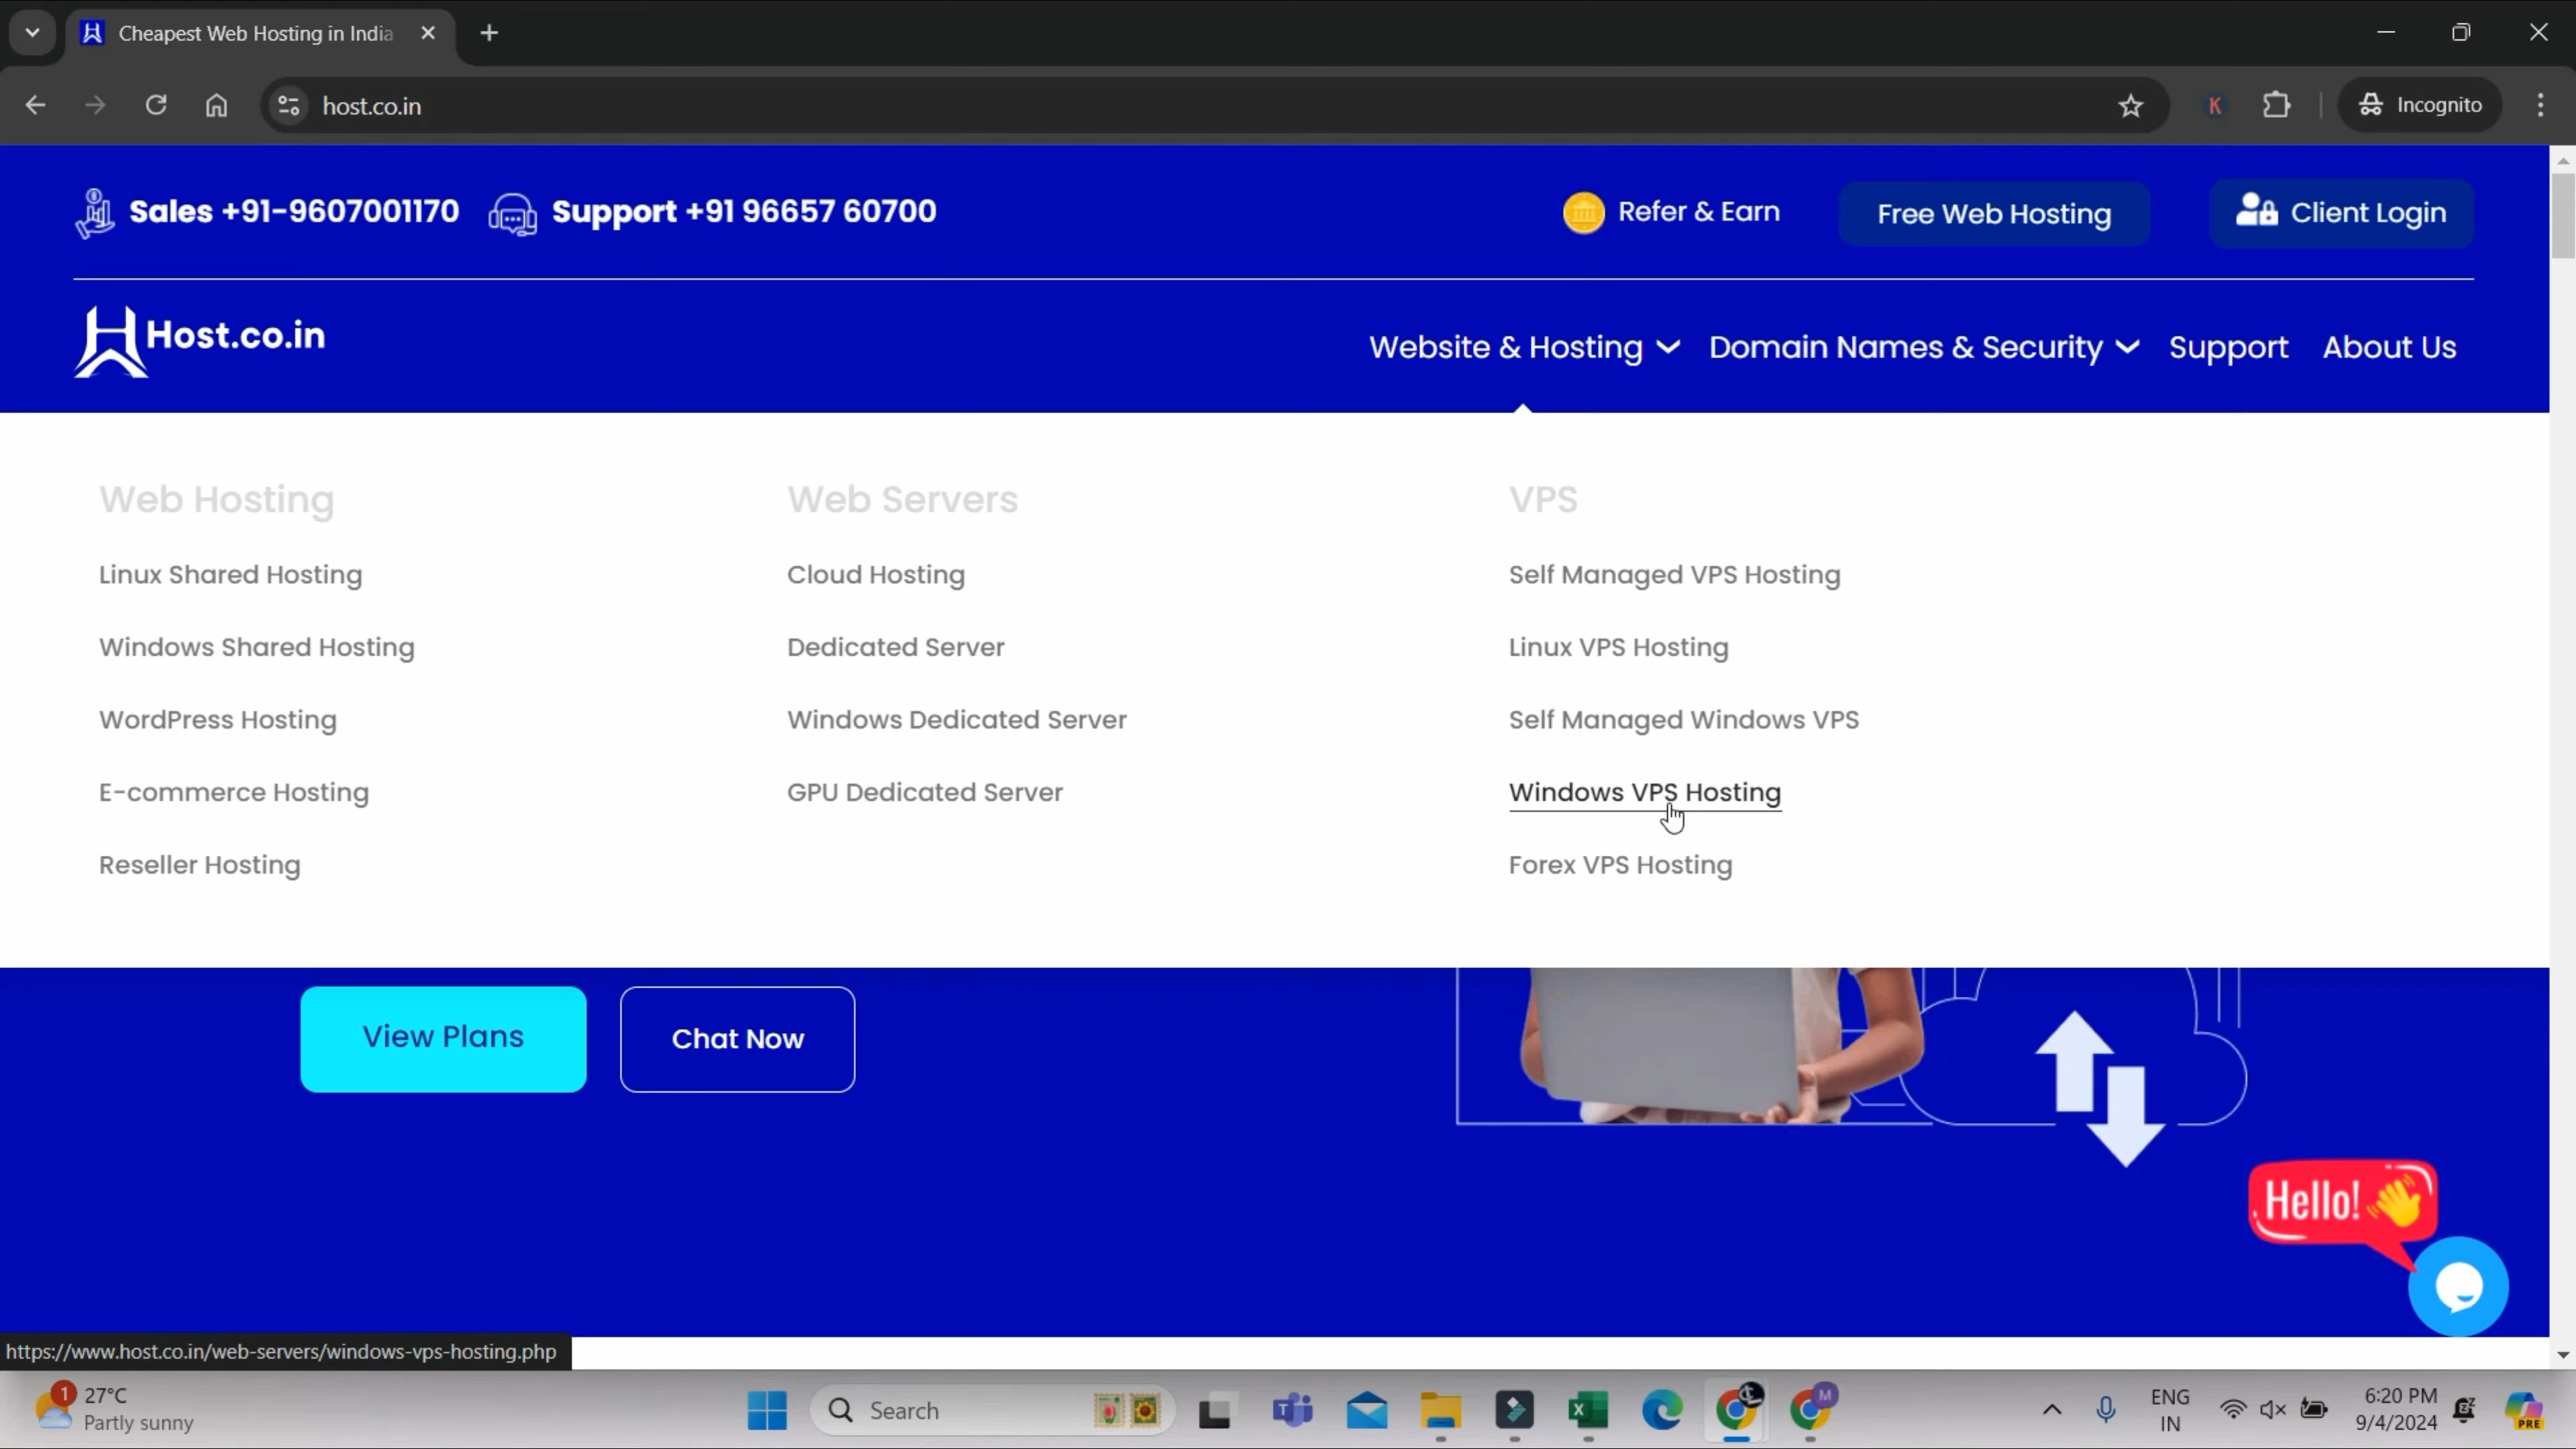 Cheapest Web Hosting in India
host.co.in
K
Incognito
Sales +91-9607001170
Support +91 96657 60700
Refer & Earn
Free Web Hosting
Client Login
Host.co.in
Website & Hosting
Domain Names & Security
Support
About Us
Web Hosting
Linux Shared Hosting
Windows Shared Hosting
WordPress Hosting
E-commerce Hosting
Reseller Hosting
Web Servers
Cloud Hosting
Dedicated Server
Windows Dedicated Server
GPU Dedicated Server
VPS
Self Managed VPS Hosting
Linux VPS Hosting
Self Managed Windows VPS
Windows VPS Hosting
Forex VPS Hosting
View Plans
Chat Now
Hello!
https://www.host.co.in/web-servers/windows-vps-hosting.php
1
27°C
Partly sunny
Search
M
ENG
IN
6:20 PM
9/4/2024
PRE